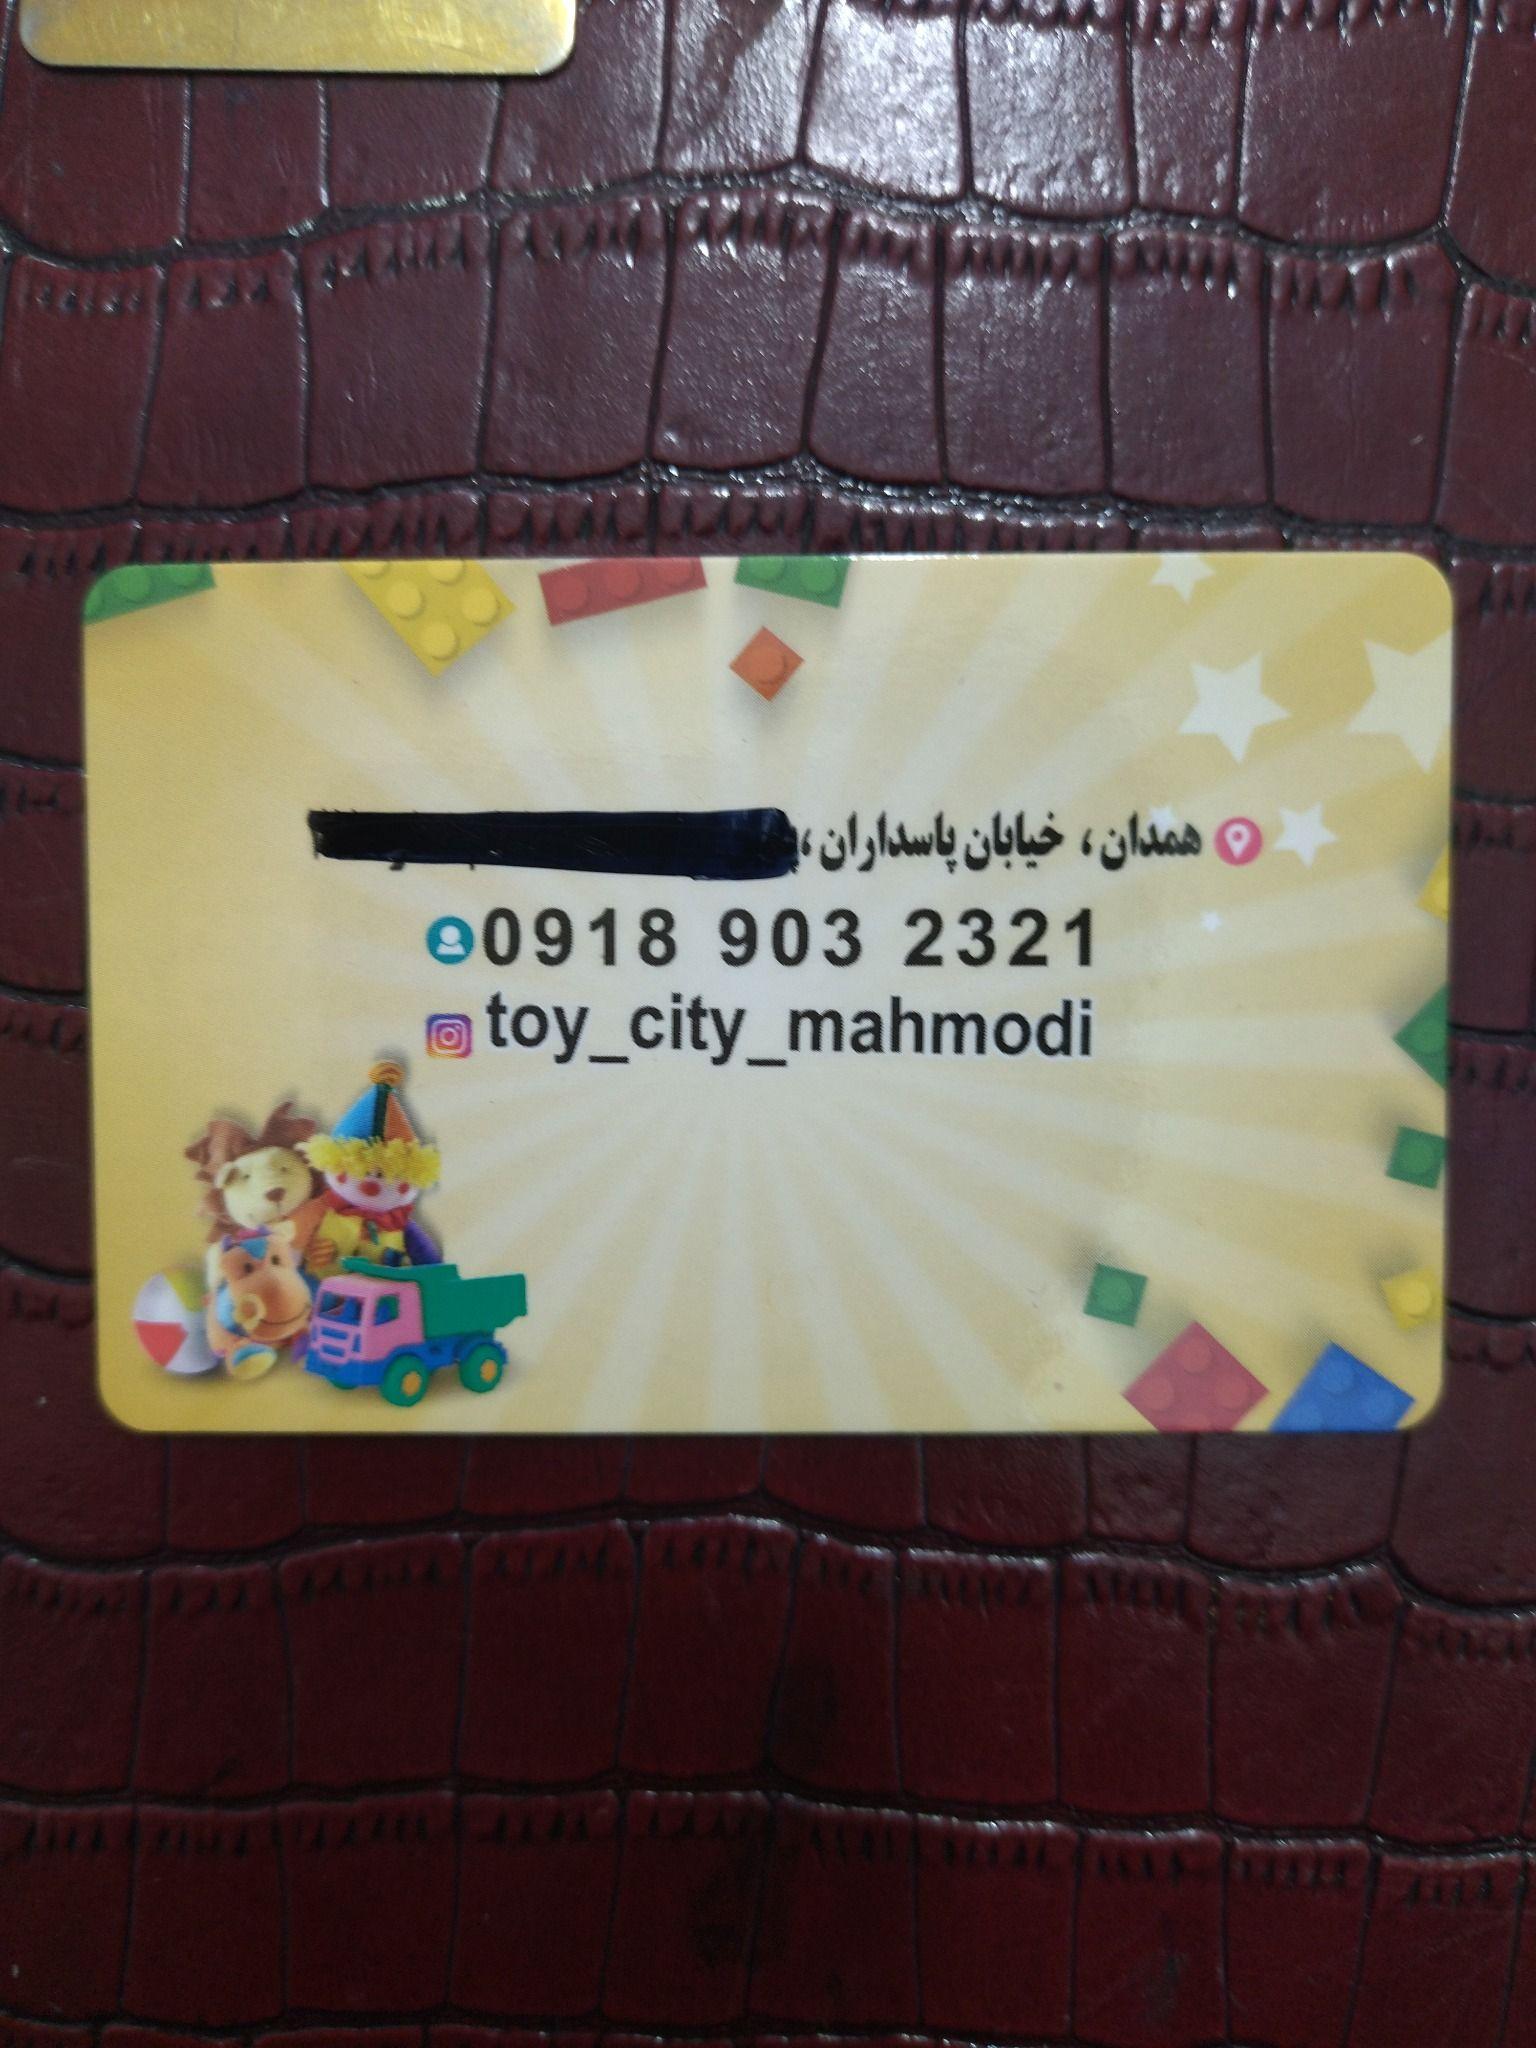 همدان ، خیابان پاسداران ،
0918 903 2321
toy_city_mahmodi